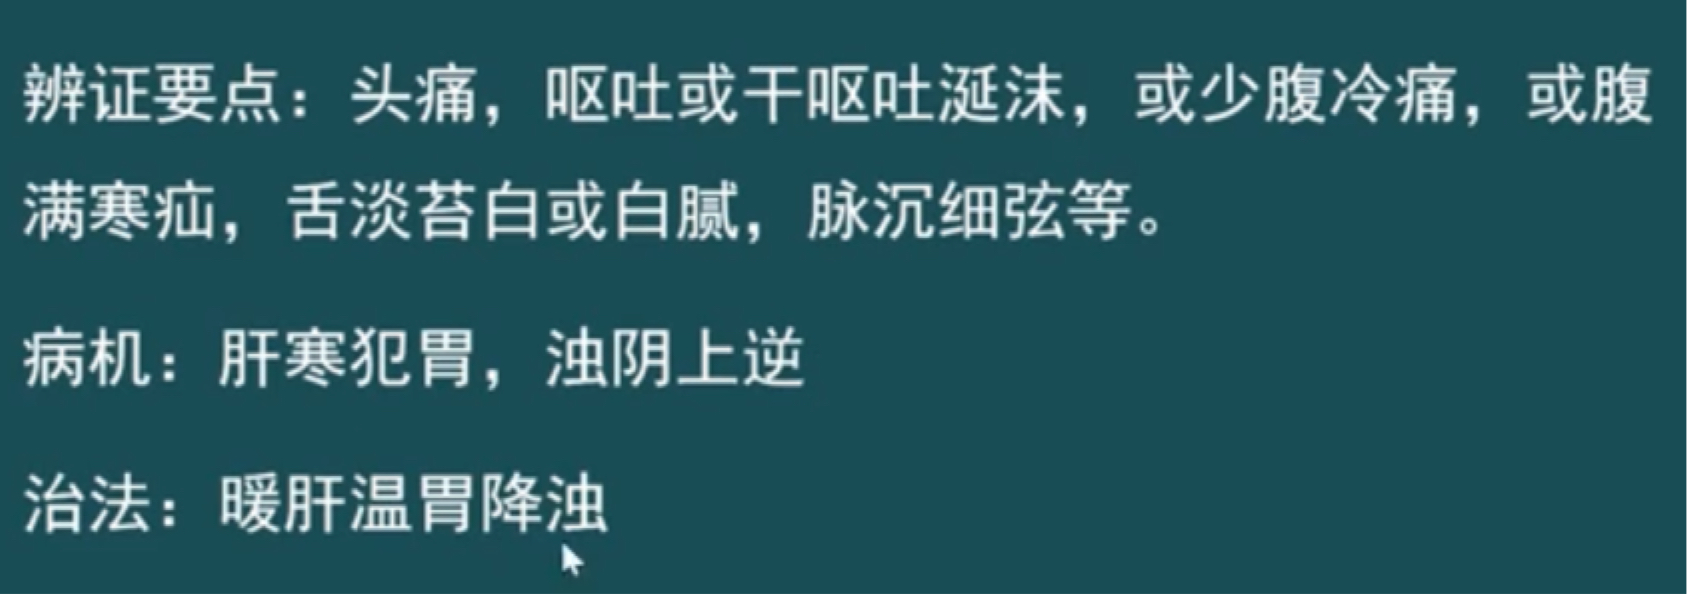 辨证要点：头痛，呕吐或干呕吐涎沫，或少腹冷痛，或腹
满寒疝，舌淡苔白或白腻，脉沉细弦等。
病机：肝寒犯胃，浊阴上逆
治法：暖肝温胃降浊